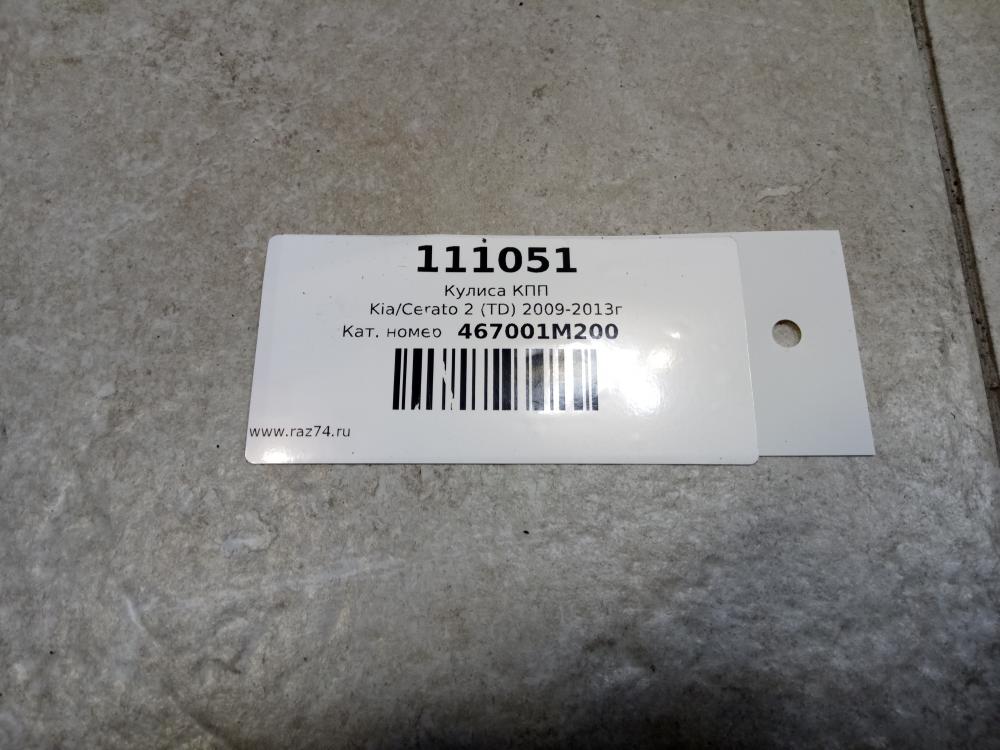 111051
Кулиса КПП
Kia/Cerato 2 (TD) 2009-2013г
Кат. номер 467001M200
www.raz74.ru